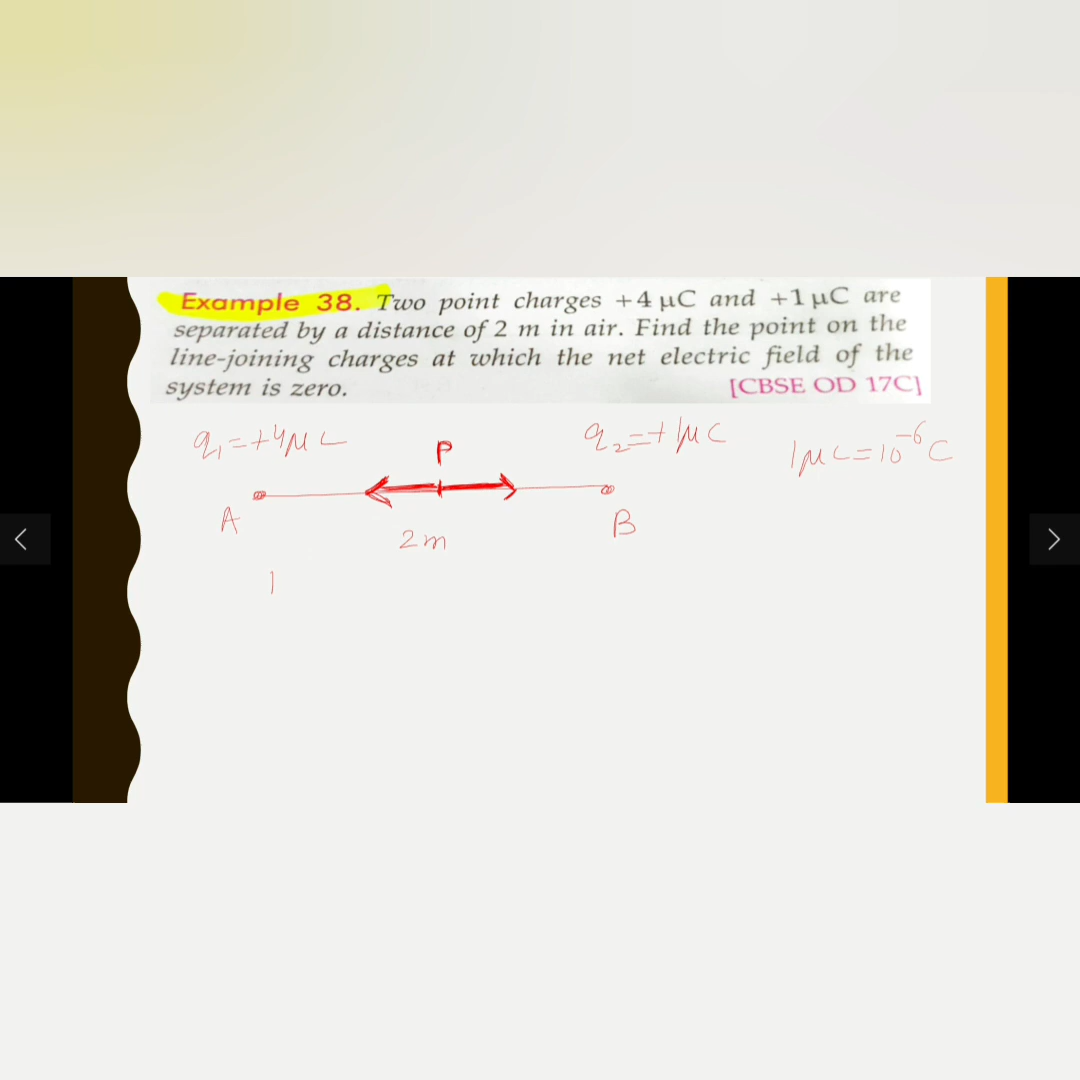 Example 38. Two point charges +4 μC and +1 μC are
separated by a distance of 2 m in air. Find the point on the
line-joining charges at which the net electric field of the
system is zero. [CBSE OD 17C]
q₁=+4μC
P
q₂=+1μC
1μC=10⁻⁶C
A
2m
B
1